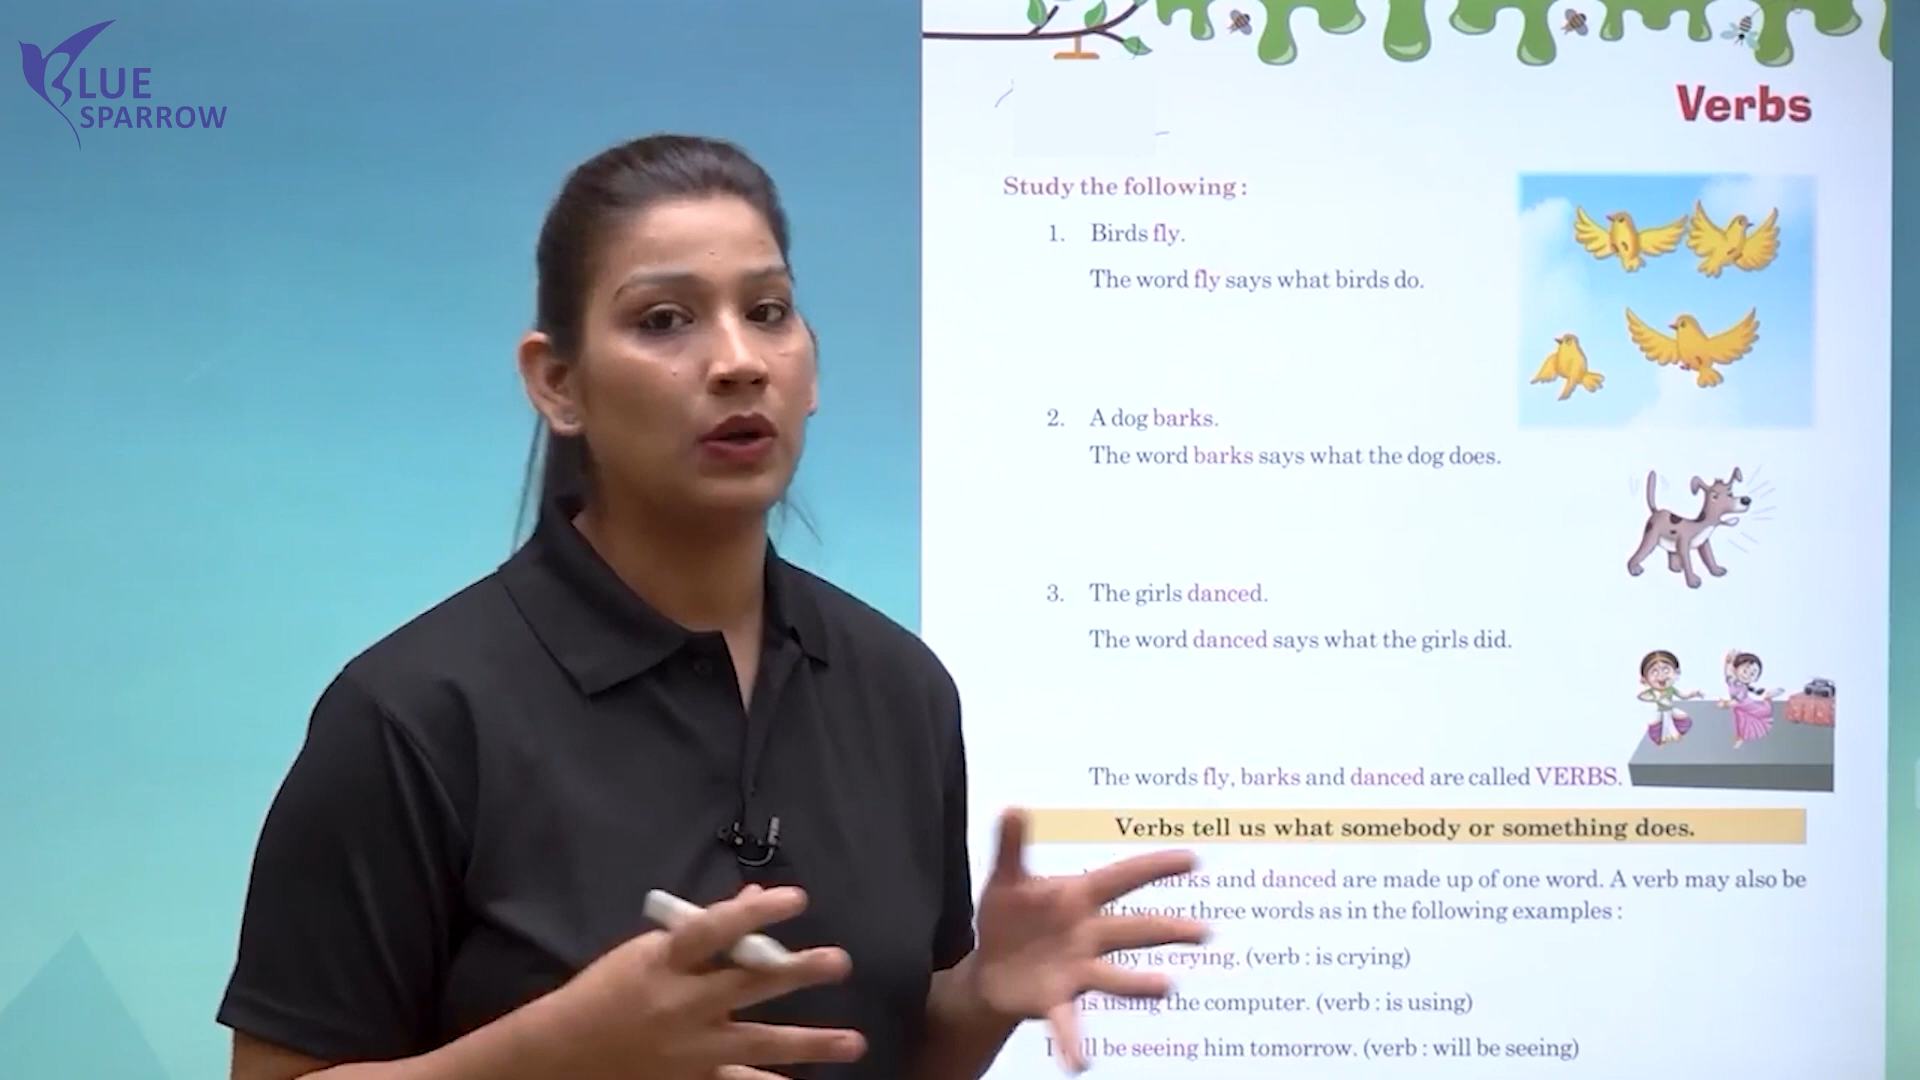 BLUE
SPARROW
Verbs
Study the following :
1. Birds fly.
The word fly says what birds do.
2. A dog barks.
The word barks says what the dog does.
3. The girls danced.
The word danced says what the girls did.
The words fly, barks and danced are called VERBS.
Verbs tell us what somebody or something does.
and danced are made up of one word. A verb may also be
two or three words as in the following examples :
is crying. (verb : is crying)
is using the computer. (verb : is using)
I be seeing him tomorrow. (verb : will be seeing)